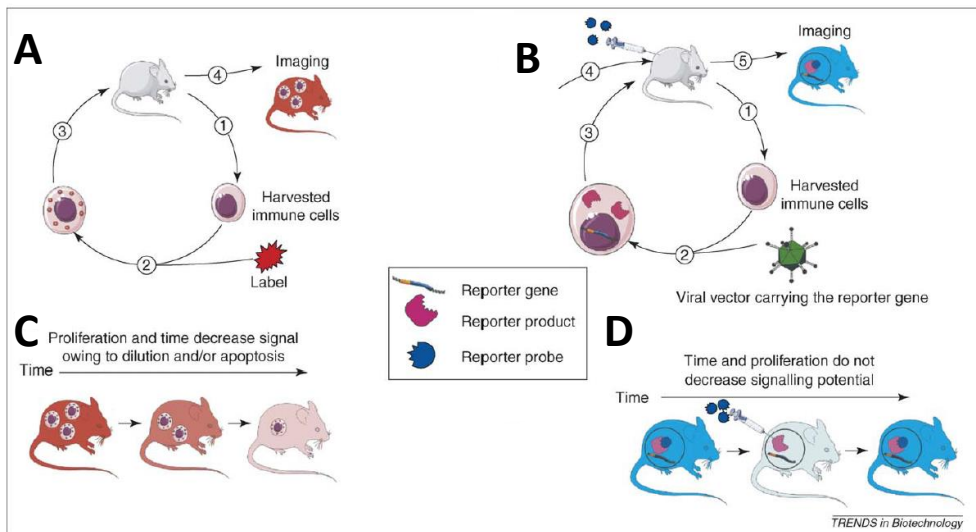 A
Imaging
4
3
1
Harvested
immune cells
2
Label
B
Imaging
4
5
3
1
Harvested
immune cells
2
Viral vector carrying the reporter gene
Reporter gene
Reporter product
Reporter probe
C
Proliferation and time decrease signal
owing to dilution and/or apoptosis
Time
D
Time and proliferation do not
decrease signalling potential
Time
TRENDS in Biotechnology